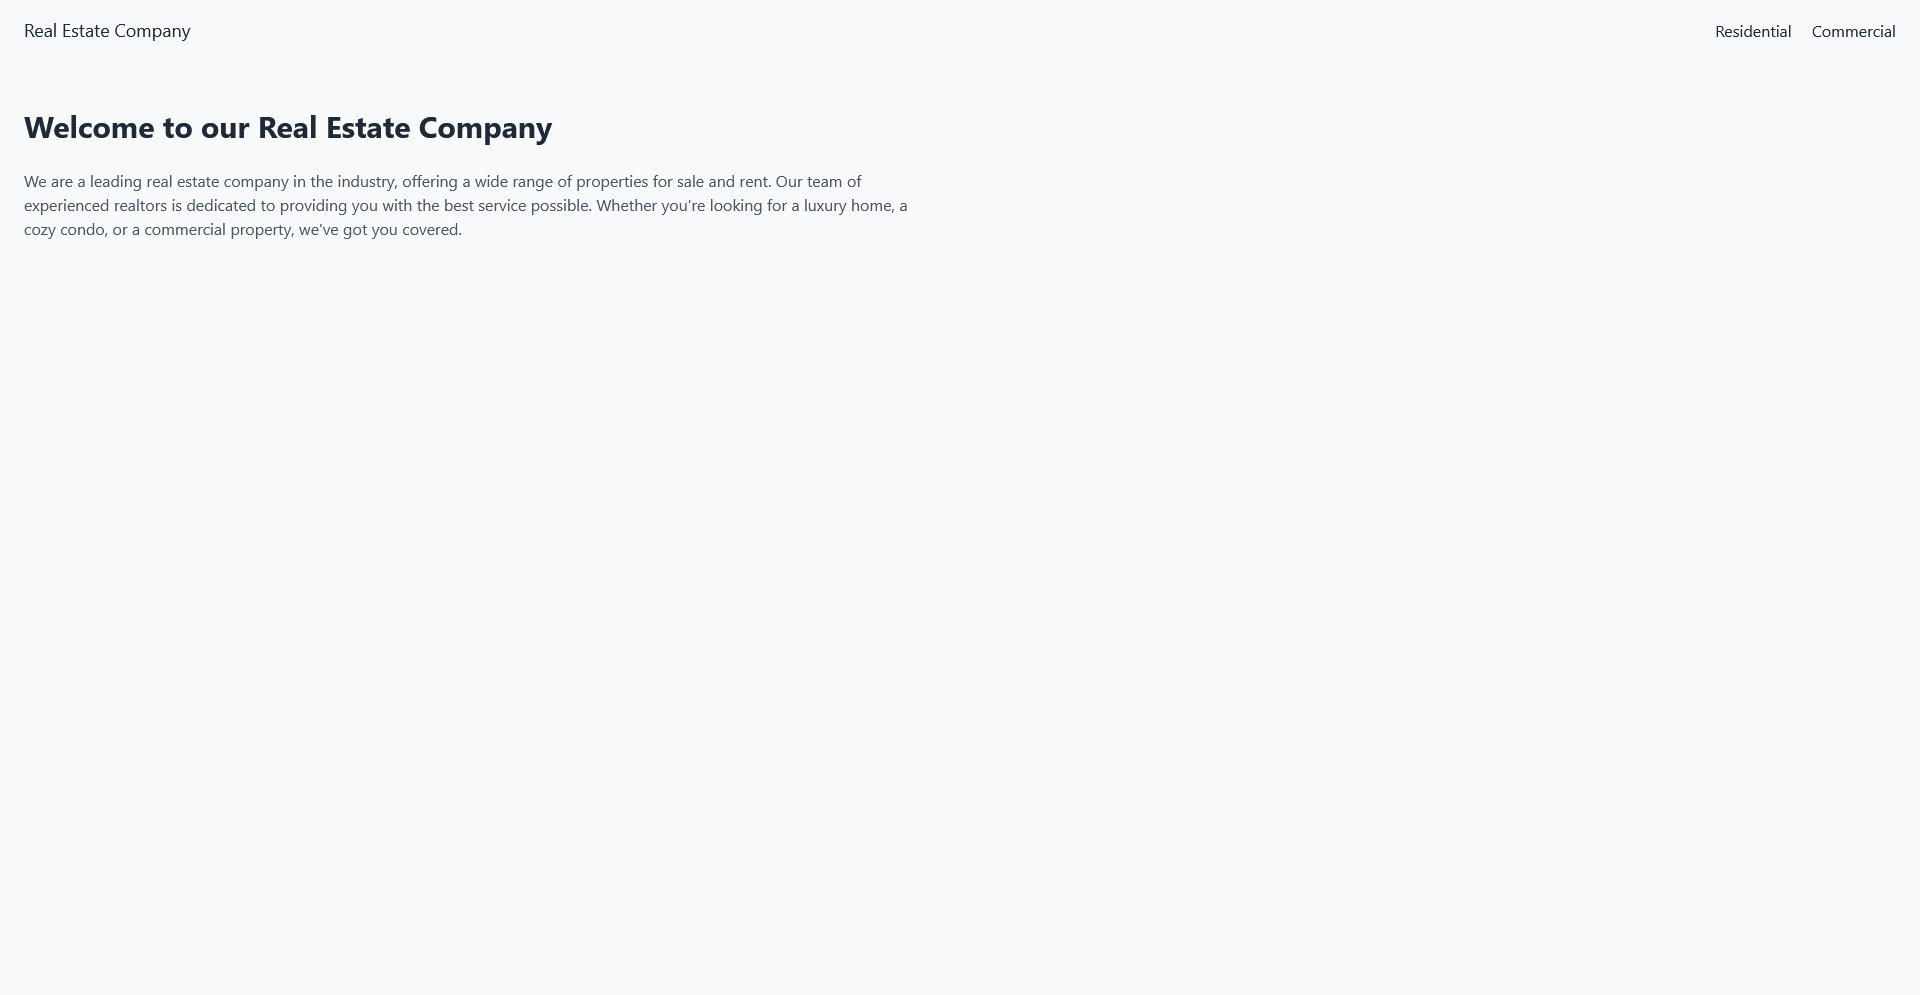 Real Estate Company
Residential Commercial
Welcome to our Real Estate Company
We are a leading real estate company in the industry, offering a wide range of properties for sale and rent. Our team of
experienced realtors is dedicated to providing you with the best service possible. Whether you're looking for a luxury home, a
cozy condo, or a commercial property, we've got you covered.